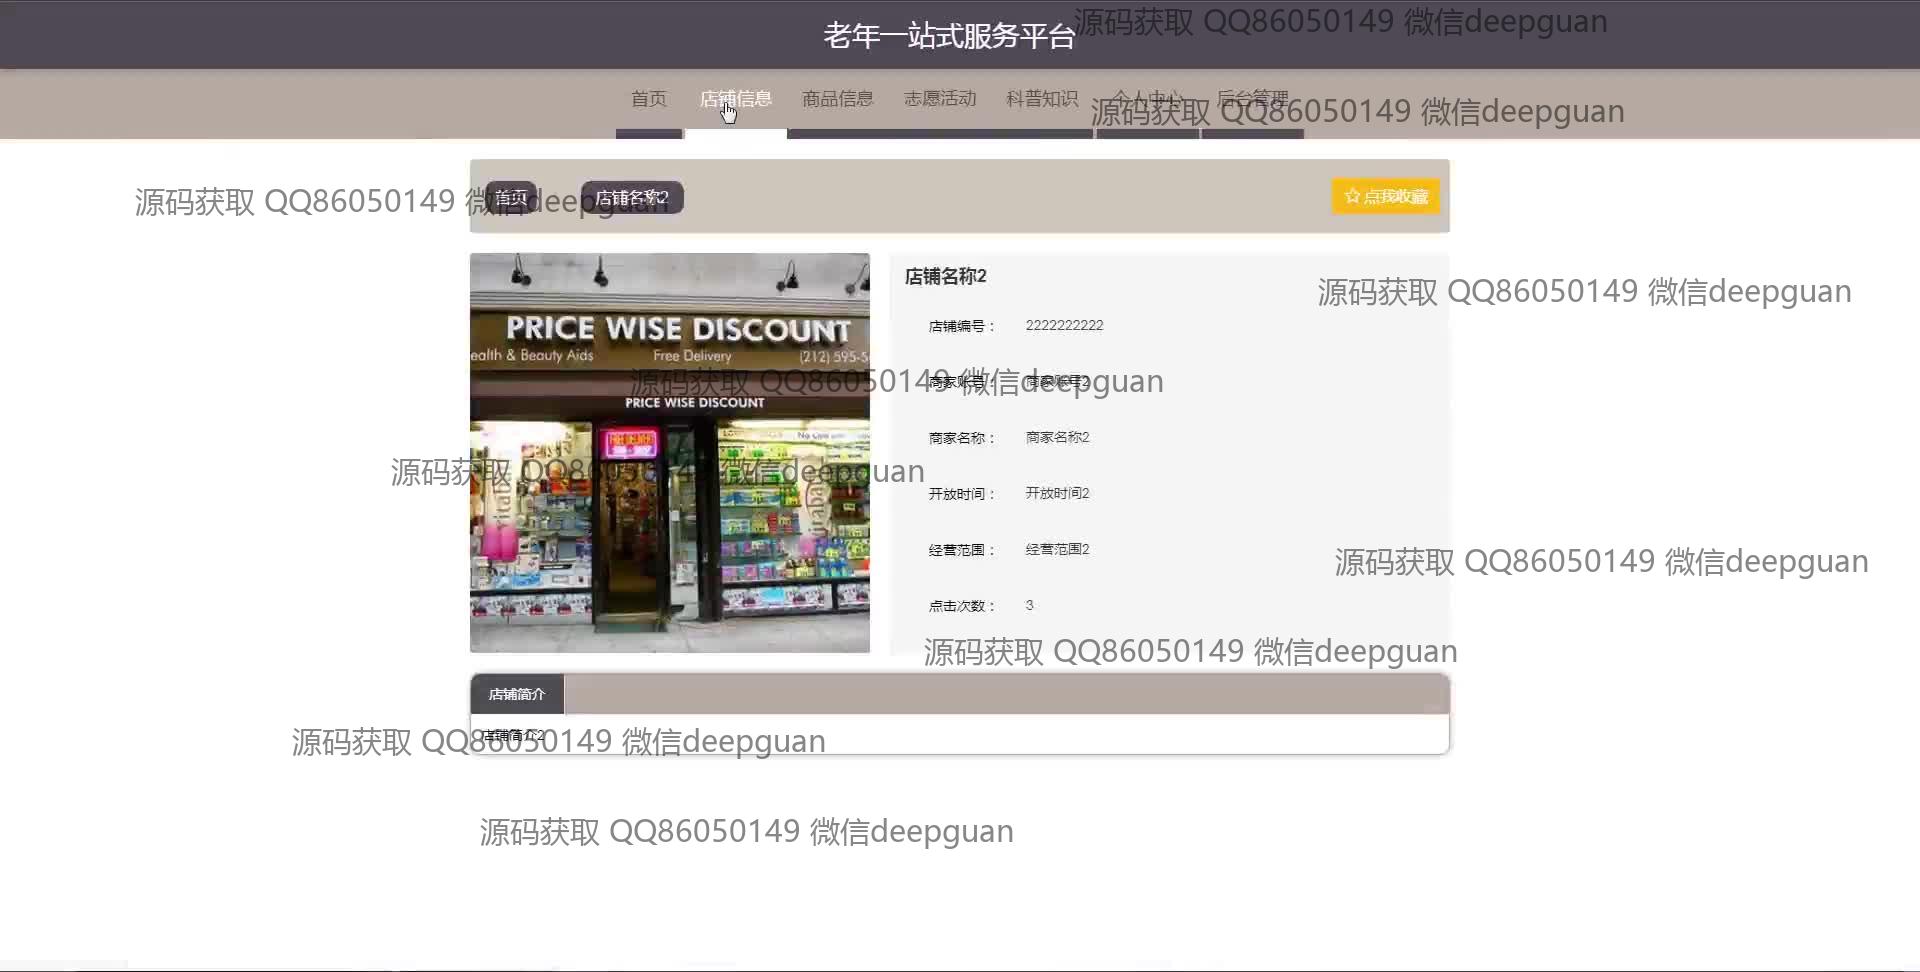 老年一站式服务平台
源码获取 QQ86050149 微信deepguan
首页 店铺信息 商品信息 志愿活动 科普知识 个人中心 后台管理
源码获取 QQ86050149 微信deepguan
首页 店铺名称2 ☆点我收藏
源码获取 QQ86050149 微信deepguan
店铺名称2
源码获取 QQ86050149 微信deepguan
PRICE WISE DISCOUNT
ealth & Beauty Aids Free Delivery (212) 595-5
PRICE WISE DISCOUNT
店铺编号： 2222222222
商家账号： 商家账号2
源码获取 QQ86050149 微信deepguan
商家名称： 商家名称2
源码获取 QQ86050149 微信deepguan
开放时间： 开放时间2
经营范围： 经营范围2
源码获取 QQ86050149 微信deepguan
点击次数： 3
源码获取 QQ86050149 微信deepguan
店铺简介
店铺简介2
源码获取 QQ86050149 微信deepguan
源码获取 QQ86050149 微信deepguan